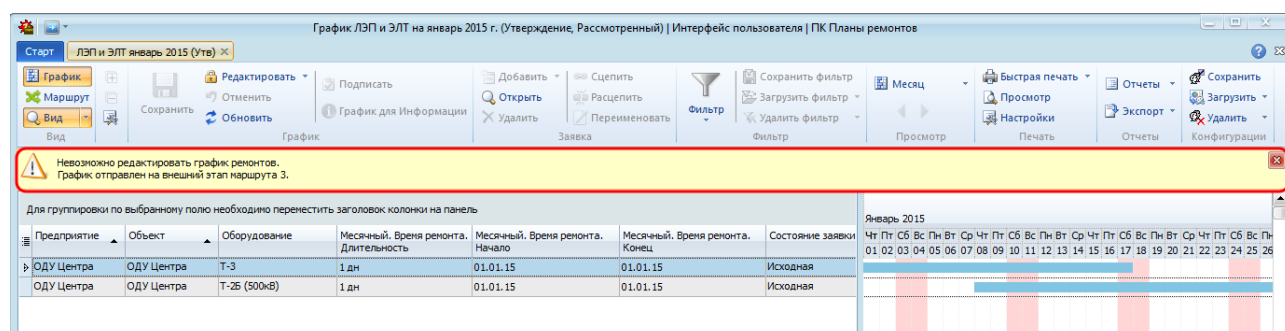 График ЛЭП и ЭЛТ на январь 2015 г. (Утверждение, Рассмотренный) | Интерфейс пользователя | ПК Планы ремонтов
Старт ЛЭП и ЭЛТ январь 2015 (Утв)
График Редактировать Подписать Добавить Сцепить Сохранить фильтр Месяц Быстрая печать Отчеты Сохранить
Маршрут Сохранить Отменить Открыть Расцепить Фильтр Загрузить фильтр Просмотр Загрузить
Вид Обновить График для Информации Удалить Переименовать Удалить фильтр Настройки Экспорт Удалить
Вид График Заявка Фильтр Просмотр Печать Отчеты Конфигурации
Невозможно редактировать график ремонтов.
График отправлен на внешний этап маршрута 3.
Для группировки по выбранному полю необходимо переместить заголовок колонки на панель
Январь 2015
Предприятие Объект Оборудование Месячный. Время ремонта. Длительность Месячный. Время ремонта. Начало Месячный. Время ремонта. Конец Состояние заявки
Чт Пт Сб Вс Пн Вт Ср Чт Пт Сб Вс Пн Вт Ср Чт Пт Сб Вс Пн Вт Ср Чт Пт Сб Вс Пн
01 02 03 04 05 06 07 08 09 10 11 12 13 14 15 16 17 18 19 20 21 22 23 24 25 26
ОДУ Центра ОДУ Центра Т-3 1 дн 01.01.15 01.01.15 Исходная
ОДУ Центра ОДУ Центра Т-2Б (500кВ) 1 дн 01.01.15 01.01.15 Исходная